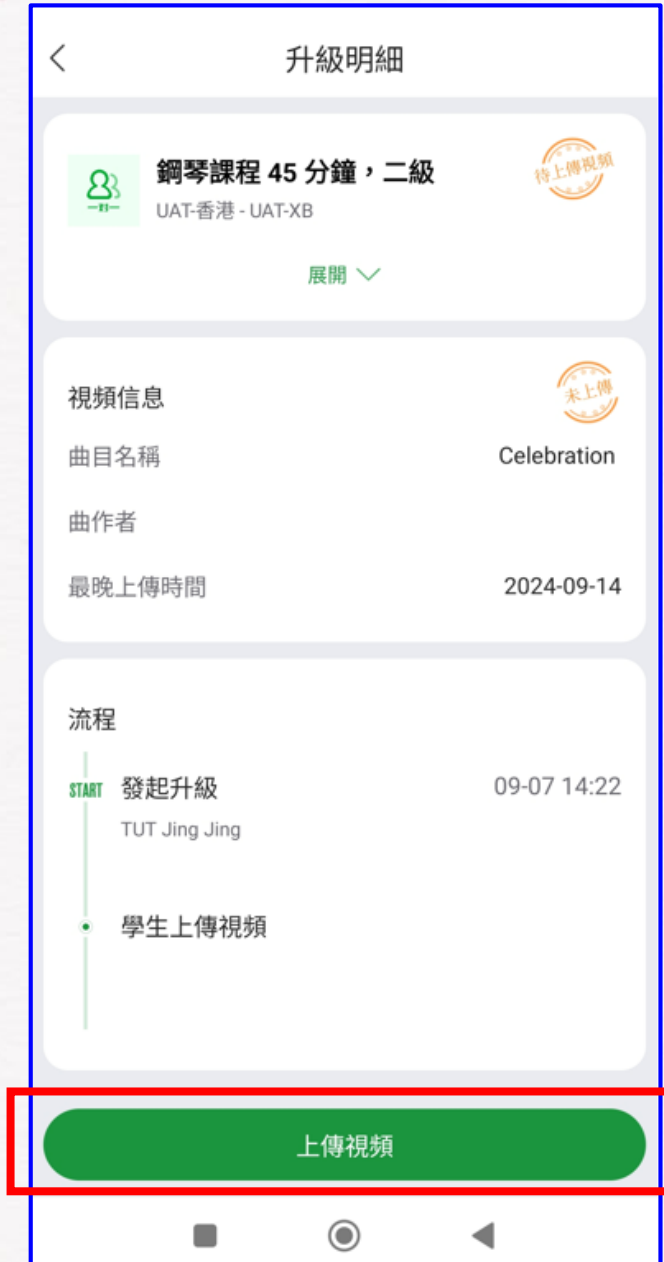 升級明細
鋼琴課程 45 分鐘，二級
待上傳視頻
UAT-香港 - UAT-XB
展開
視頻信息
未上傳
曲目名稱 Celebration
曲作者
最晚上傳時間 2024-09-14
流程
START 發起升級 09-07 14:22
TUT Jing Jing
學生上傳視頻
上傳視頻